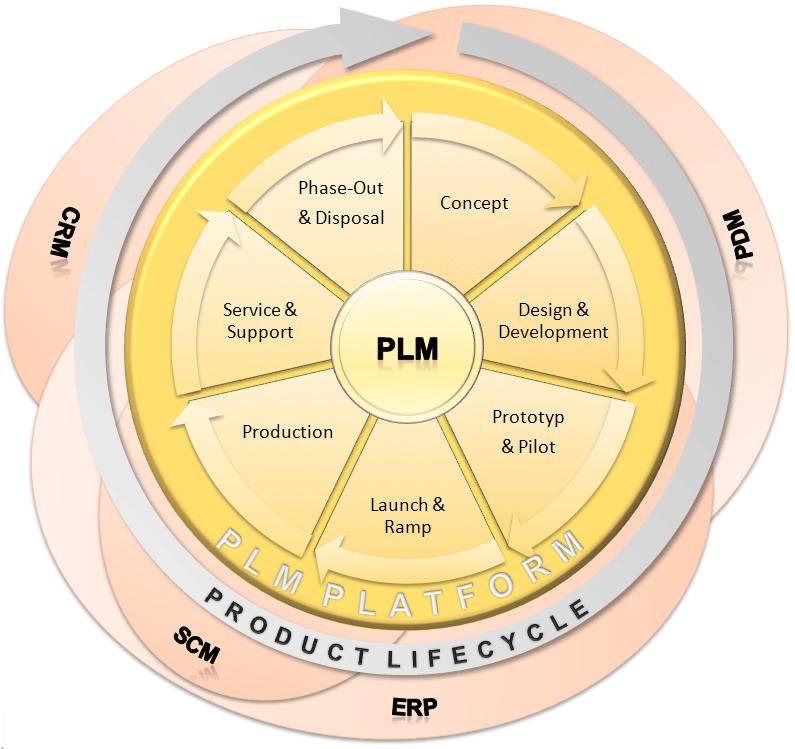 Phase-Out
& Disposal
Concept
CRM
PDM
Service &
Support
Design &
Development
PLM
Production
Prototyp
& Pilot
Launch &
Ramp
PLM PLATFORM
PRODUCT LIFECYCLE
SCM
ERP